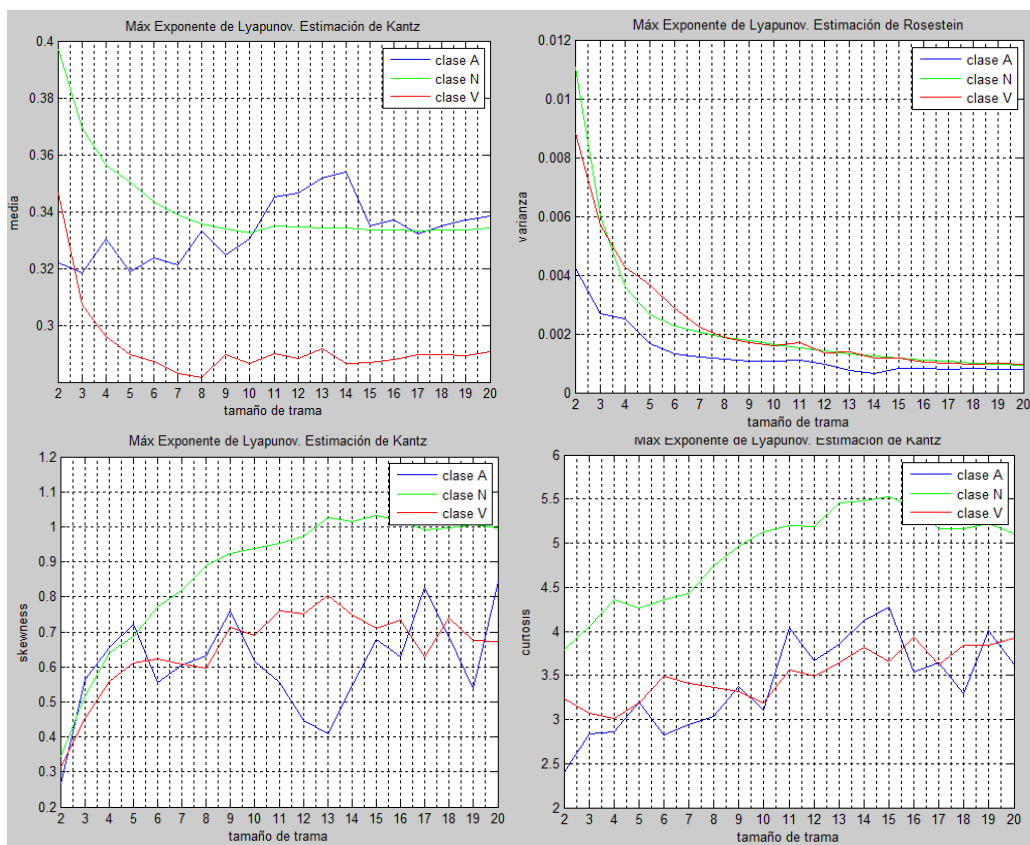 Máx Exponente de Lyapunov. Estimación de Kantz
0.4
0.38
0.36
0.34
0.32
0.3
media
clase A
clase N
clase V
2 3 4 5 6 7 8 9 10 11 12 13 14 15 16 17 18 19 20
tamaño de trama
Máx Exponente de Lyapunov. Estimación de Rosestein
0.012
0.01
0.008
0.006
0.004
0.002
0
varianza
clase A
clase N
clase V
2 3 4 5 6 7 8 9 10 11 12 13 14 15 16 17 18 19 20
tamaño de trama
Máx Exponente de Lyapunov. Estimación de Kantz
1.2
1.1
1
0.9
0.8
0.7
0.6
0.5
0.4
0.3
0.2
skewness
clase A
clase N
clase V
2 3 4 5 6 7 8 9 10 11 12 13 14 15 16 17 18 19 20
tamaño de trama
Máx Exponente de Lyapunov. Estimación de Kantz
6
5.5
5
4.5
4
3.5
3
2.5
2
curtosis
clase A
clase N
clase V
2 3 4 5 6 7 8 9 10 11 12 13 14 15 16 17 18 19 20
tamaño de trama